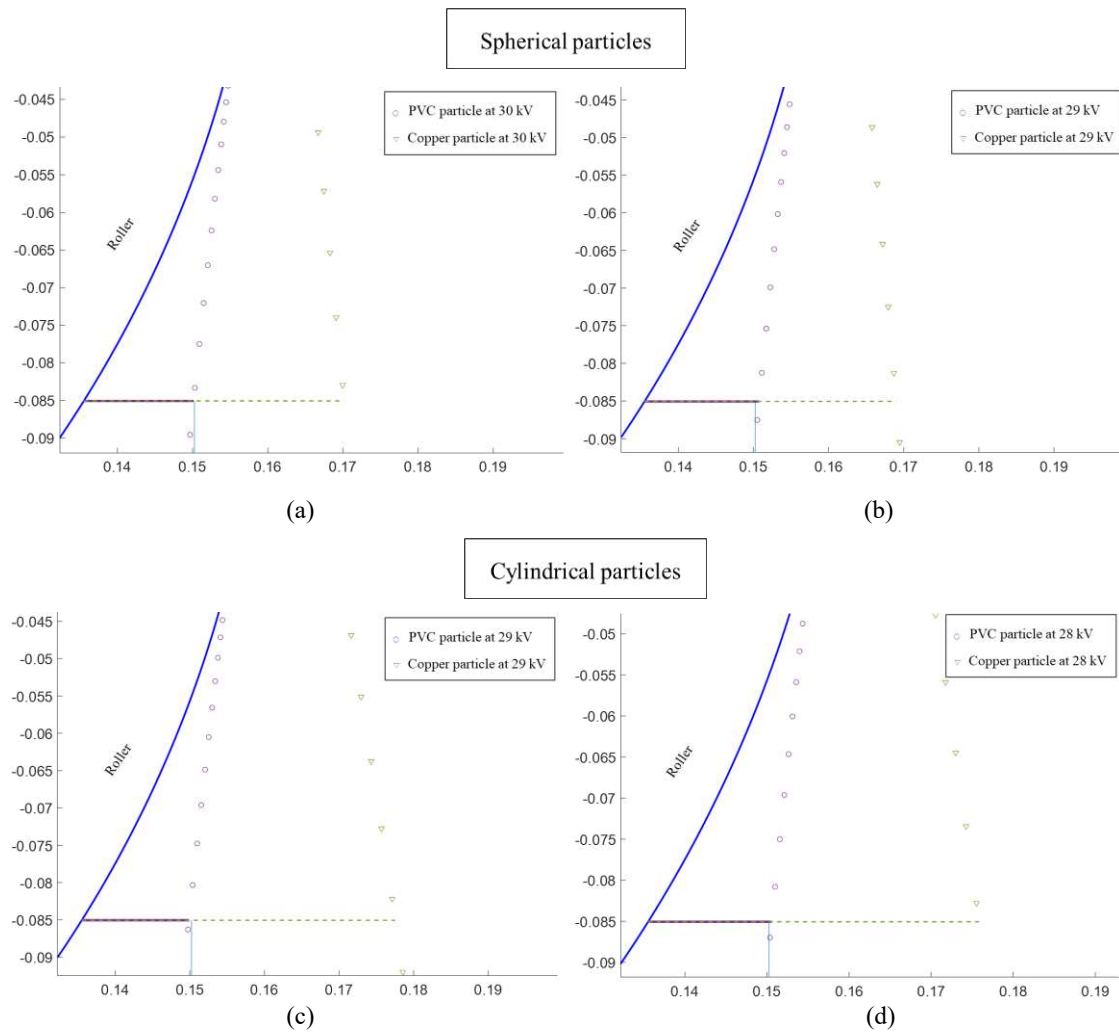 Spherical particles
PVC particle at 30 kV
Copper particle at 30 kV
-0.045
-0.05
-0.055
-0.06
-0.065
-0.07
-0.075
-0.08
-0.085
-0.09
Roller
0.14 0.15 0.16 0.17 0.18 0.19
(a)
PVC particle at 29 kV
Copper particle at 29 kV
-0.045
-0.05
-0.055
-0.06
-0.065
-0.07
-0.075
-0.08
-0.085
-0.09
Roller
0.14 0.15 0.16 0.17 0.18 0.19
(b)
Cylindrical particles
PVC particle at 29 kV
Copper particle at 29 kV
-0.045
-0.05
-0.055
-0.06
-0.065
-0.07
-0.075
-0.08
-0.085
-0.09
Roller
0.14 0.15 0.16 0.17 0.18 0.19
(c)
PVC particle at 28 kV
Copper particle at 28 kV
-0.05
-0.055
-0.06
-0.065
-0.07
-0.075
-0.08
-0.085
-0.09
Roller
0.14 0.15 0.16 0.17 0.18 0.19
(d)